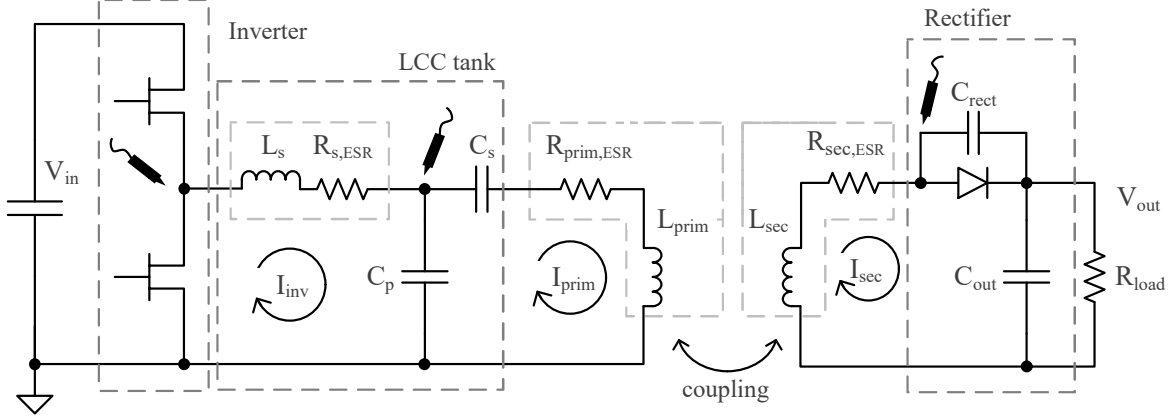 Rectifier
Inverter
LCC tank
C_rect
L_s
R_s,ESR
C_s
R_prim,ESR
R_sec,ESR
V_in
V_out
L_prim
L_sec
C_p
C_out
R_load
I_inv
I_prim
I_sec
coupling